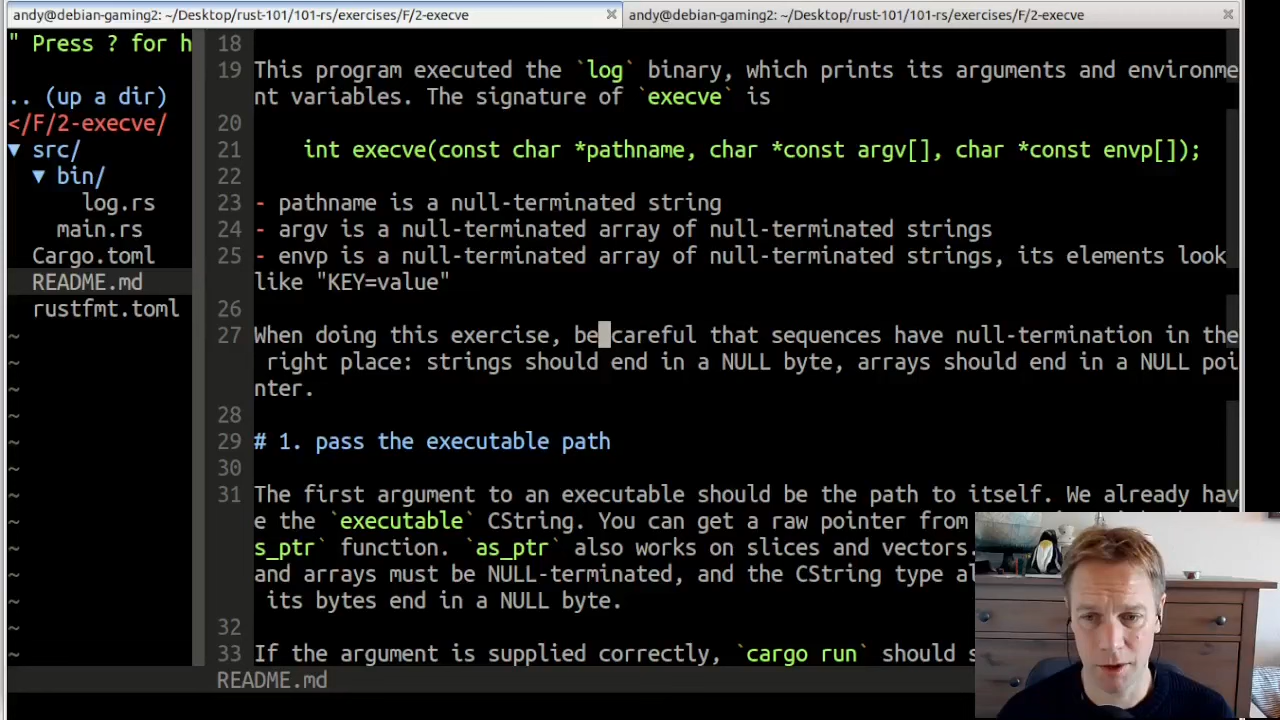 andy@debian-gaming2: ~/Desktop/rust-101/101-rs/exercises/F/2-execve
andy@debian-gaming2: ~/Desktop/rust-101/101-rs/exercises/F/2-execve
" Press ? for h
.. (up a dir)
</F/2-execve/
▼ src/
▼ bin/
log.rs
main.rs
Cargo.toml
README.md
rustfmt.toml
~
~
~
~
~
~
~
~
~
~
~
~
~
18
19 This program executed the `log` binary, which prints its arguments and environme
nt variables. The signature of `execve` is
20
21 int execve(const char *pathname, char *const argv[], char *const envp[]);
22
23 - pathname is a null-terminated string
24 - argv is a null-terminated array of null-terminated strings
25 - envp is a null-terminated array of null-terminated strings, its elements look
like "KEY=value"
26
27 When doing this exercise, be careful that sequences have null-termination in the
right place: strings should end in a NULL byte, arrays should end in a NULL poi
nter.
28
29 # 1. pass the executable path
30
31 The first argument to an executable should be the path to itself. We already hav
e the `executable` CString. You can get a raw pointer from
s_ptr` function. `as_ptr` also works on slices and vectors.
and arrays must be NULL-terminated, and the CString type al
its bytes end in a NULL byte.
32
33 If the argument is supplied correctly, `cargo run` should s
README.md